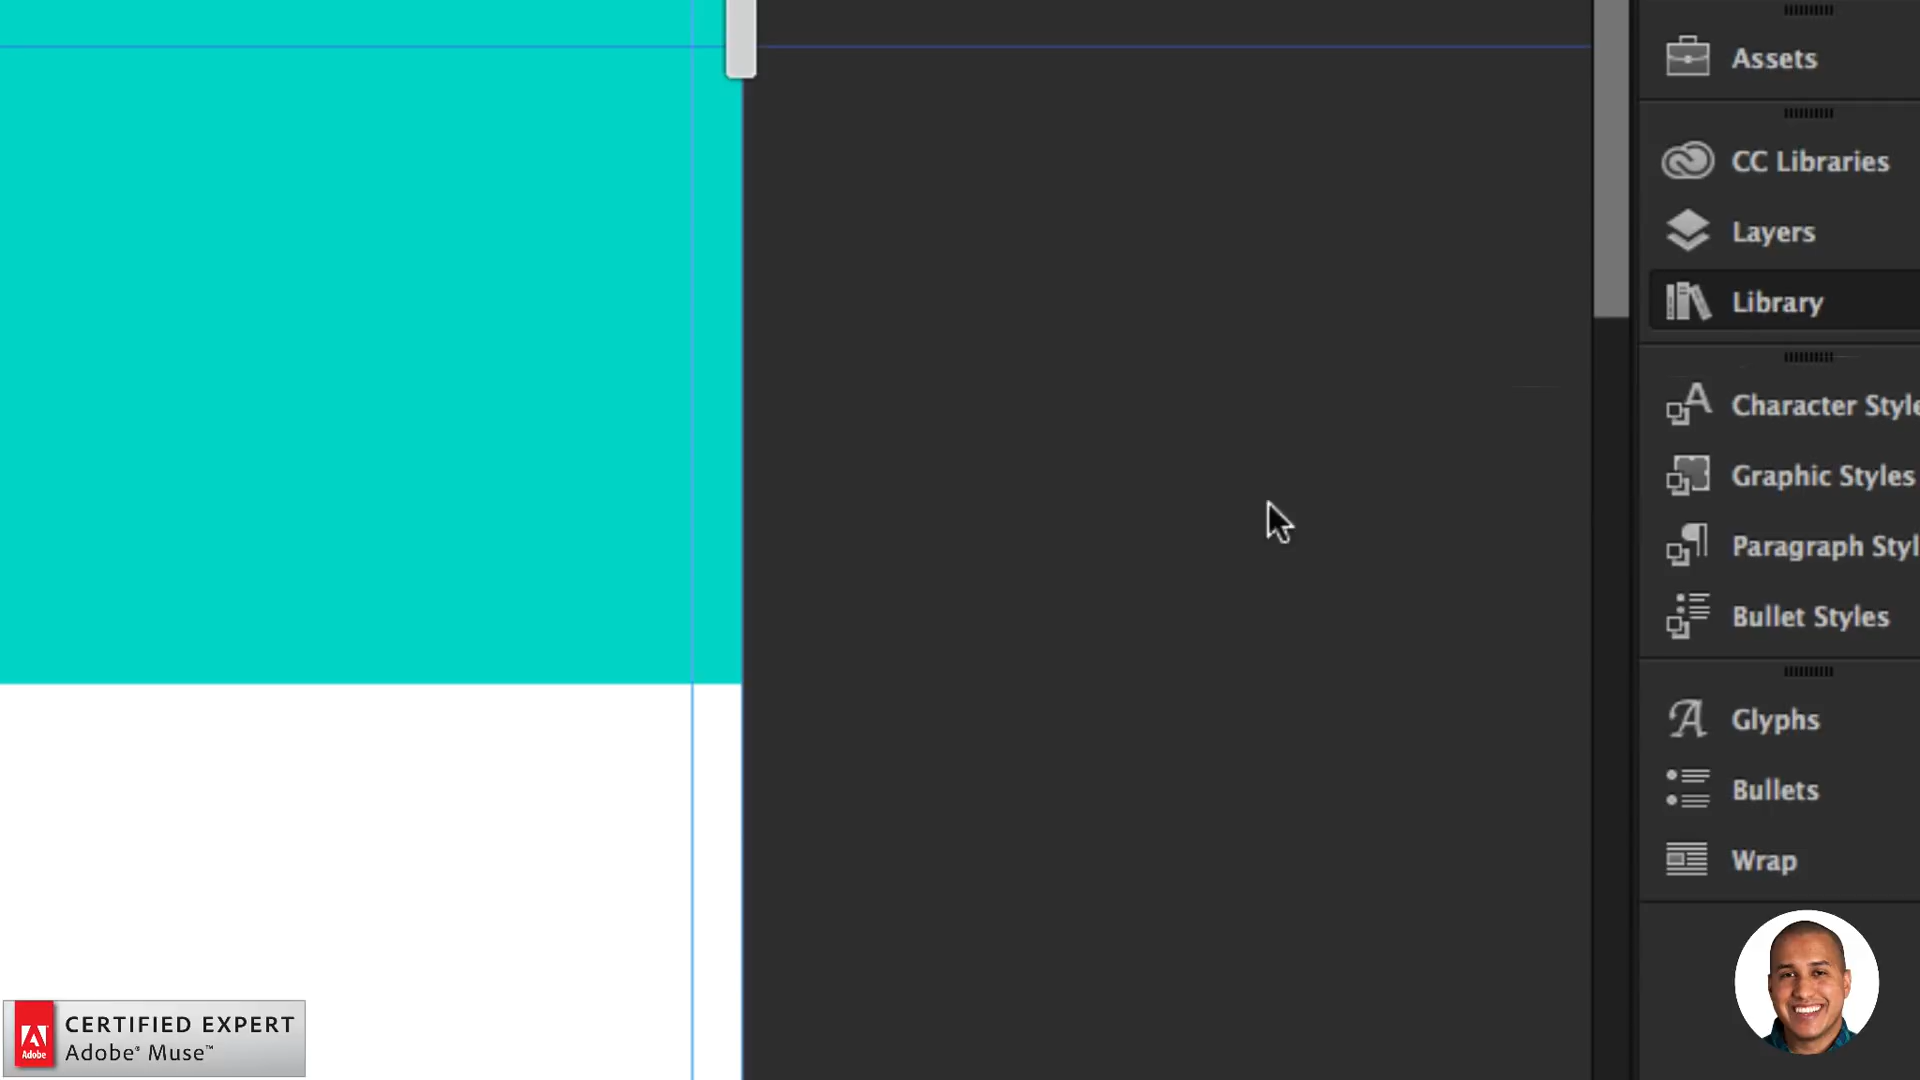 Assets
CC Libraries
Layers
Library
Character Style
Graphic Styles
Paragraph Styl
Bullet Styles
Glyphs
Bullets
Wrap
CERTIFIED EXPERT
Adobe® Muse™
Adobe